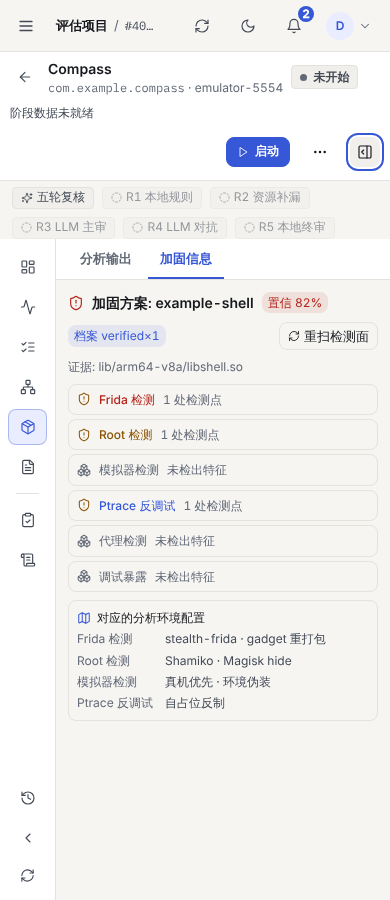 评估项目 / #40…
2
D
Compass
com.example.compass · emulator-5554
未开始
阶段数据未就绪
启动
五轮复核
R1 本地规则
R2 资源补漏
R3 LLM 主审
R4 LLM 对抗
R5 本地终审
分析输出
加固信息
加固方案: example-shell
置信 82%
档案 verified×1
重扫检测面
证据: lib/arm64-v8a/libshell.so
Frida 检测 1 处检测点
Root 检测 1 处检测点
模拟器检测 未检出特征
Ptrace 反调试 1 处检测点
代理检测 未检出特征
调试暴露 未检出特征
对应的分析环境配置
Frida 检测 stealth-frida · gadget 重打包
Root 检测 Shamiko · Magisk hide
模拟器检测 真机优先 · 环境伪装
Ptrace 反调试 自占位反制